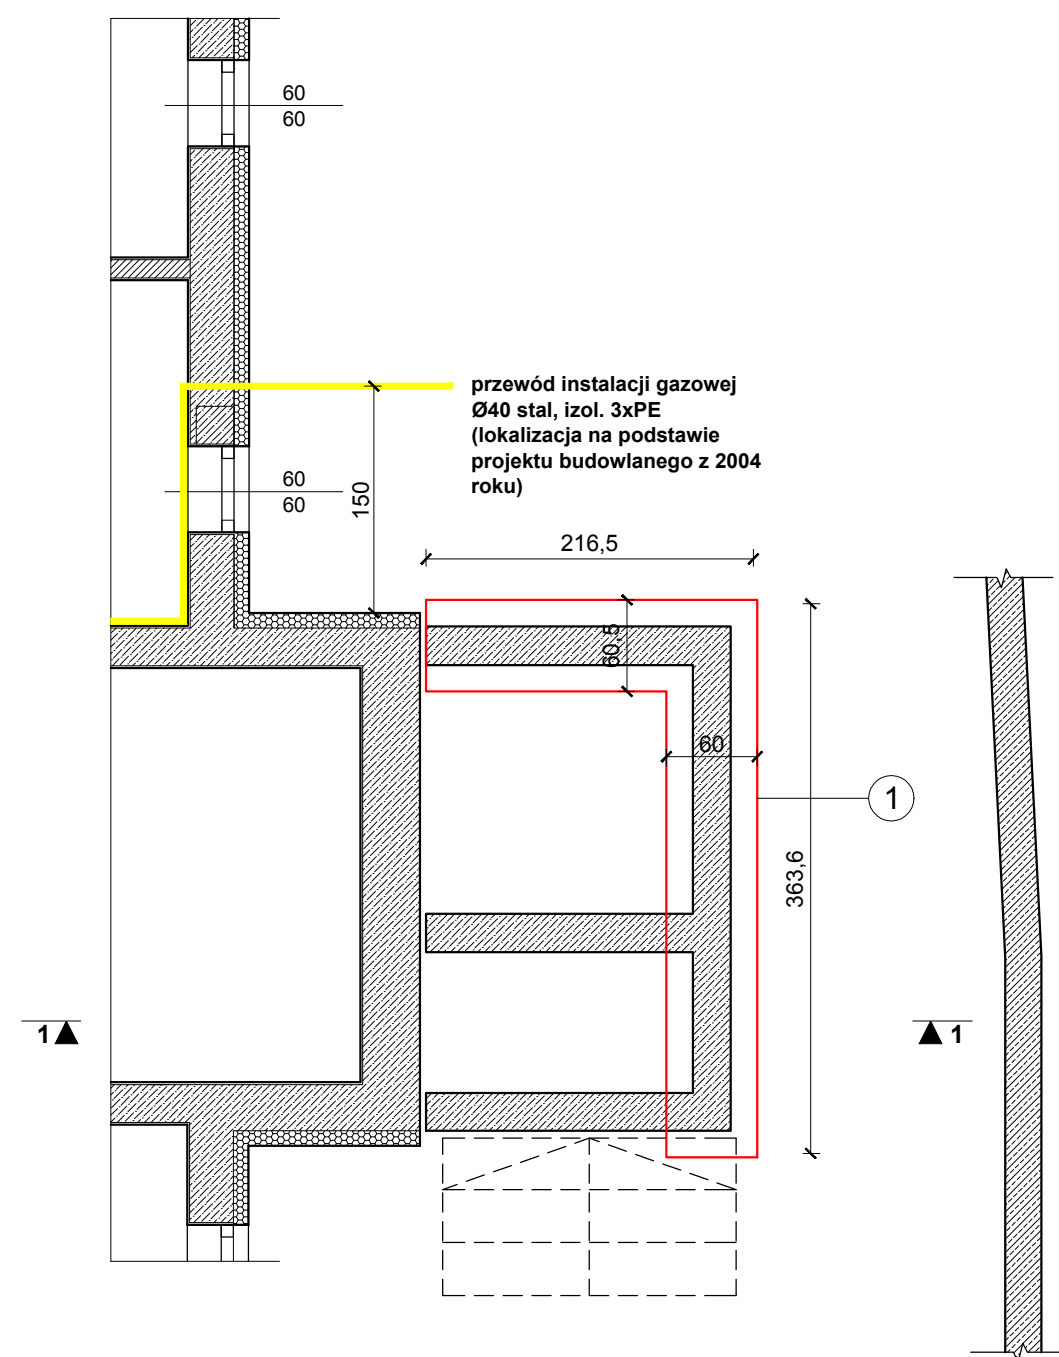 60
60
przewód instalacji gazowej
Ø40 stal, izol. 3xPE
(lokalizacja na podstawie
projektu budowlanego z 2004
roku)
60
60
150
216,5
60,5
60
1
363,6
1
1